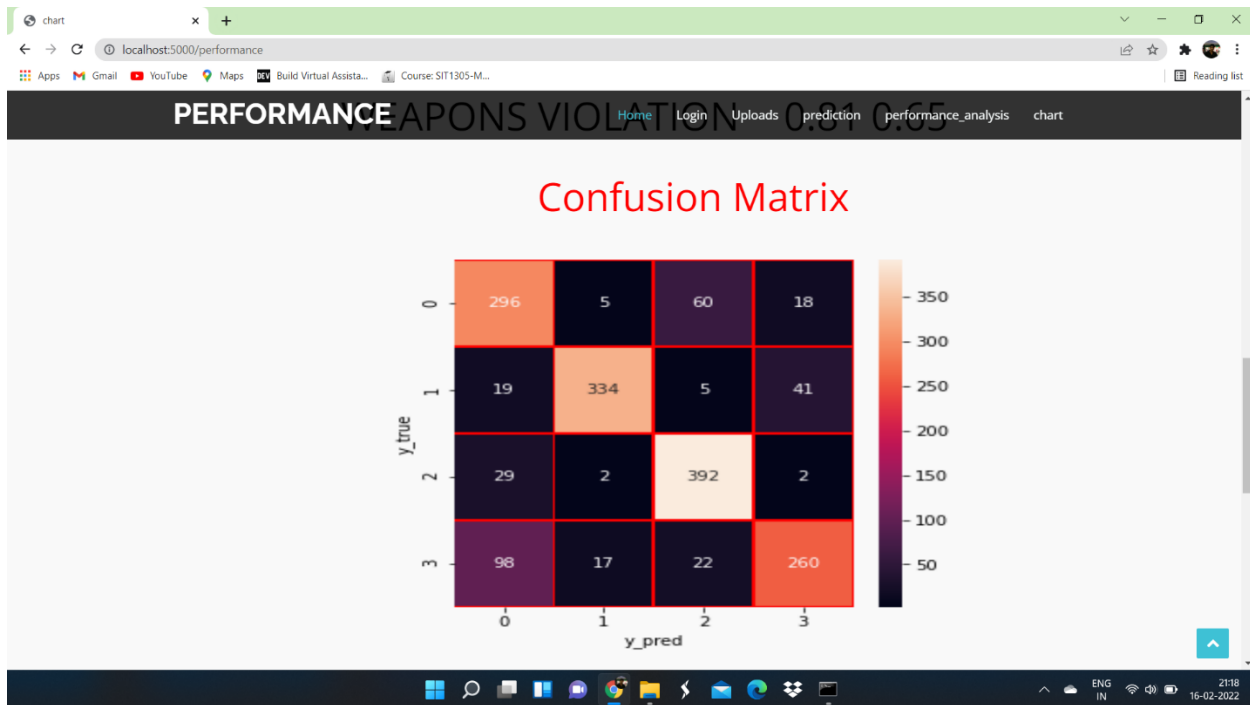 chart
localhost:5000/performance
Apps Gmail YouTube Maps DEV Build Virtual Assista... Course: SIT1305-M... Reading list
WEAPONS VIOLATION 0.81 0.65
PERFORMANCE Home Login Uploads prediction performance_analysis chart
Confusion Matrix
0 296 5 60 18
1 19 334 5 41
2 29 2 392 2
3 98 17 22 260
0 1 2 3
y_true
y_pred
350
300
250
200
150
100
50
ENG
IN
21:18
16-02-2022